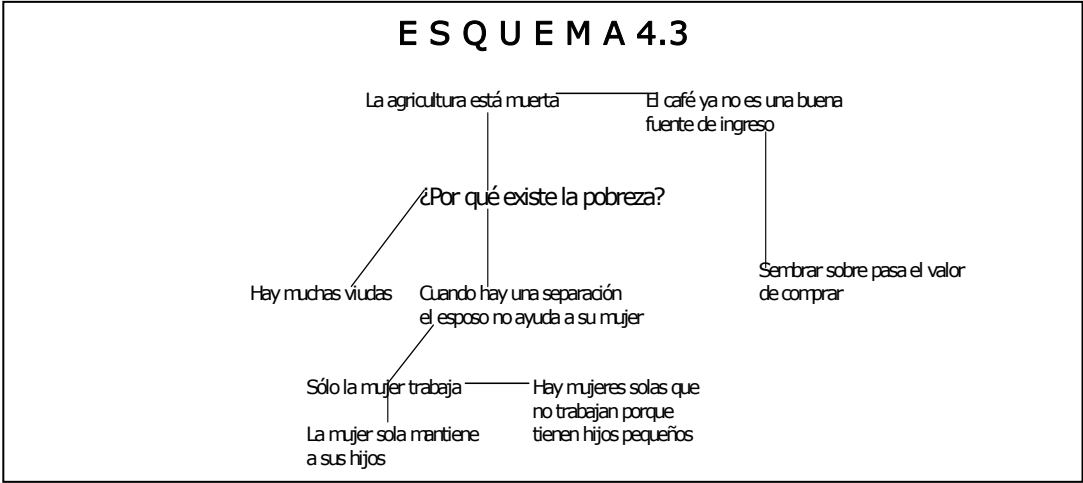 E S Q U E M A 4.3
La agricultura está muerta
El café ya no es una buena
fuente de ingreso
¿Por qué existe la pobreza?
Sembrar sobre pasa el valor
de comprar
Hay muchas viudas
Cuando hay una separación
el esposo no ayuda a su mujer
Sólo la mujer trabaja
Hay mujeres solas que
no trabajan porque
tienen hijos pequeños
La mujer sola mantiene
a sus hijos